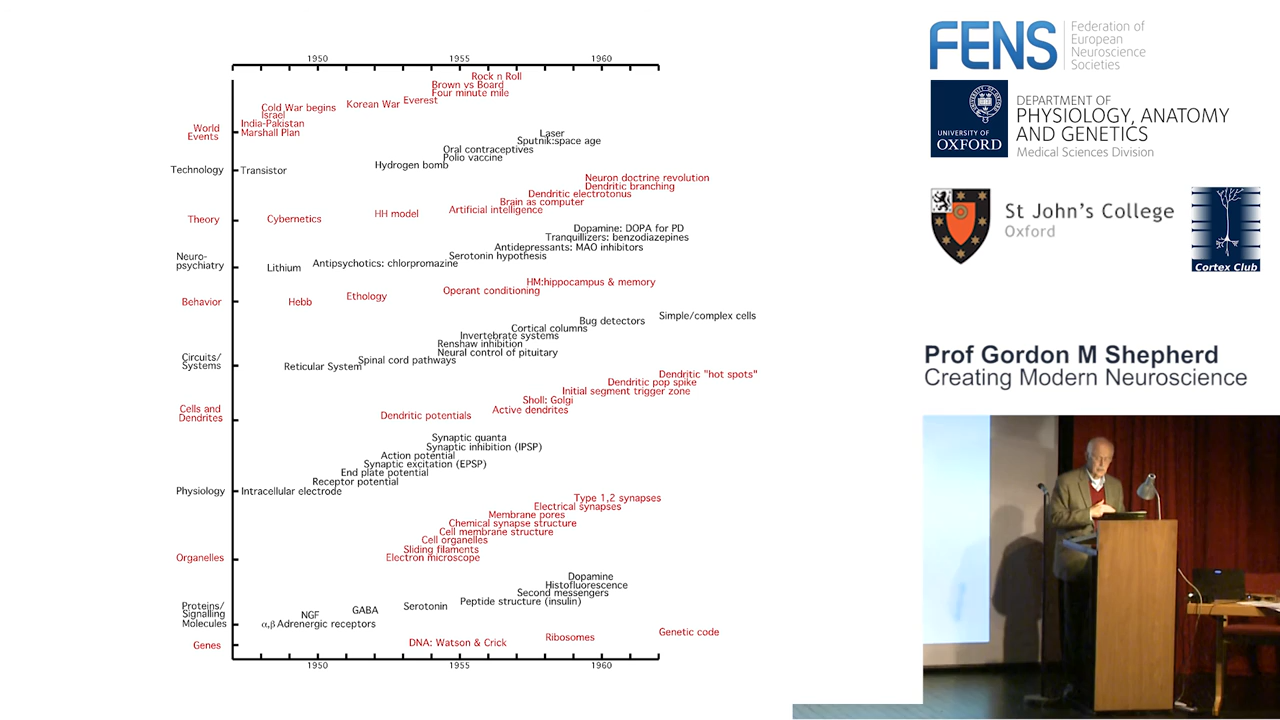 1950 1955 1960
Rock n Roll
Brown vs Board
Four minute mile
Everest
Korean War
Cold War begins
Israel
India-Pakistan
Marshall Plan
World
Events
Laser
Sputnik:space age
Oral contraceptives
Polio vaccine
Hydrogen bomb
Technology
Transistor
Neuron doctrine revolution
Dendritic branching
Dendritic electrotonus
Brain as computer
Artificial intelligence
HH model
Cybernetics
Theory
Dopamine: DOPA for PD
Tranquillizers: benzodiazepines
Antidepressants: MAO inhibitors
Serotonin hypothesis
Antipsychotics: chlorpromazine
Lithium
Neuro-
psychiatry
HM:hippocampus & memory
Operant conditioning
Ethology
Hebb
Behavior
Simple/complex cells
Bug detectors
Cortical columns
Invertebrate systems
Renshaw inhibition
Neural control of pituitary
Spinal cord pathways
Reticular System
Circuits/
Systems
Dendritic "hot spots"
Dendritic pop spike
Initial segment trigger zone
Sholl: Golgi
Active dendrites
Dendritic potentials
Cells and
Dendrites
Synaptic quanta
Synaptic inhibition (IPSP)
Action potential
Synaptic excitation (EPSP)
End plate potential
Receptor potential
Intracellular electrode
Physiology
Type 1,2 synapses
Electrical synapses
Membrane pores
Chemical synapse structure
Cell membrane structure
Cell organelles
Sliding filaments
Electron microscope
Organelles
Dopamine
Histofluorescence
Second messengers
Peptide structure (insulin)
Serotonin
GABA
NGF
α,β Adrenergic receptors
Proteins/
Signalling
Molecules
Genetic code
Ribosomes
DNA: Watson & Crick
Genes
1950 1955 1960
FENS
Federation of
European
Neuroscience
Societies
UNIVERSITY OF
OXFORD
DEPARTMENT OF
PHYSIOLOGY, ANATOMY
AND GENETICS
Medical Sciences Division
St John's College
Oxford
Cortex Club
Prof Gordon M Shepherd
Creating Modern Neuroscience